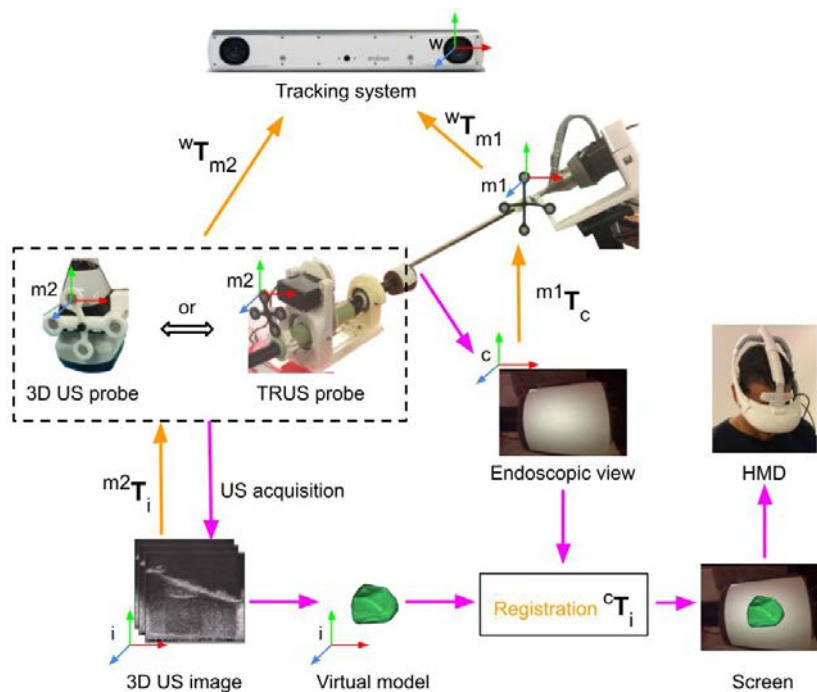 w
Tracking system
ʷTₘ₂
ʷTₘ₁
m1
m2
or
m2
ᵐ¹T꜀
c
3D US probe
TRUS probe
Endoscopic view
HMD
ᵐ²Tᵢ
US acquisition
i
i
Registration ᶜTᵢ
3D US image
Virtual model
Screen